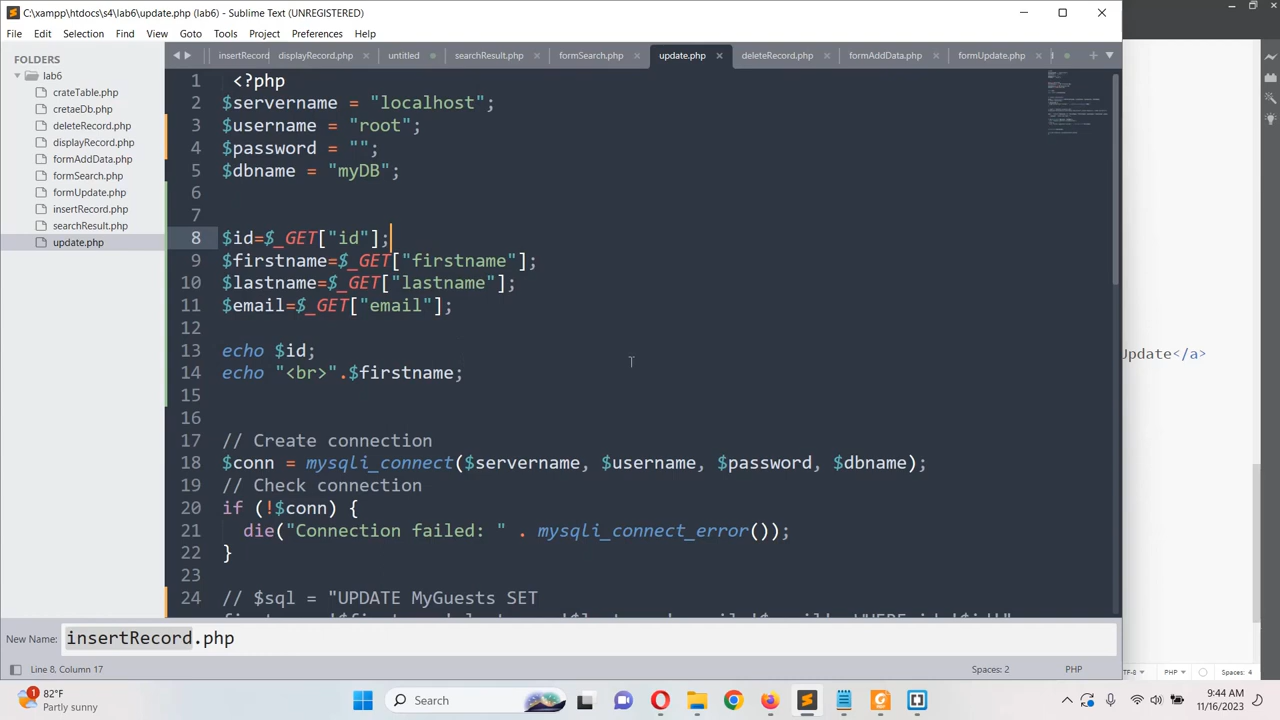 C:\xampp\htdocs\s4\lab6\update.php (lab6) - Sublime Text (UNREGISTERED)
File Edit Selection Find View Goto Tools Project Preferences Help
FOLDERS
lab6
crateTable.php
cretaeDb.php
deleteRecord.php
displayRecord.php
formAddData.php
formSearch.php
formUpdate.php
insertRecord.php
searchResult.php
update.php
insertRecord displayRecord.php untitled searchResult.php formSearch.php update.php deleteRecord.php formAddData.php formUpdate.php
1 <?php
2 $servername = "localhost";
3 $username = "root";
4 $password = "";
5 $dbname = "myDB";
6
7
8 $id=$_GET["id"];
9 $firstname=$_GET["firstname"];
10 $lastname=$_GET["lastname"];
11 $email=$_GET["email"];
12
13 echo $id;
14 echo "<br>".$firstname;
15
16
17 // Create connection
18 $conn = mysqli_connect($servername, $username, $password, $dbname);
19 // Check connection
20 if (!$conn) {
21 die("Connection failed: " . mysqli_connect_error());
22 }
23
24 // $sql = "UPDATE MyGuests SET
Update</a>
New Name: insertRecord.php
Line 8, Column 17
Spaces: 2
PHP
PHP
Spaces: 4
1
82°F
Partly sunny
Search
9:44 AM
11/16/2023